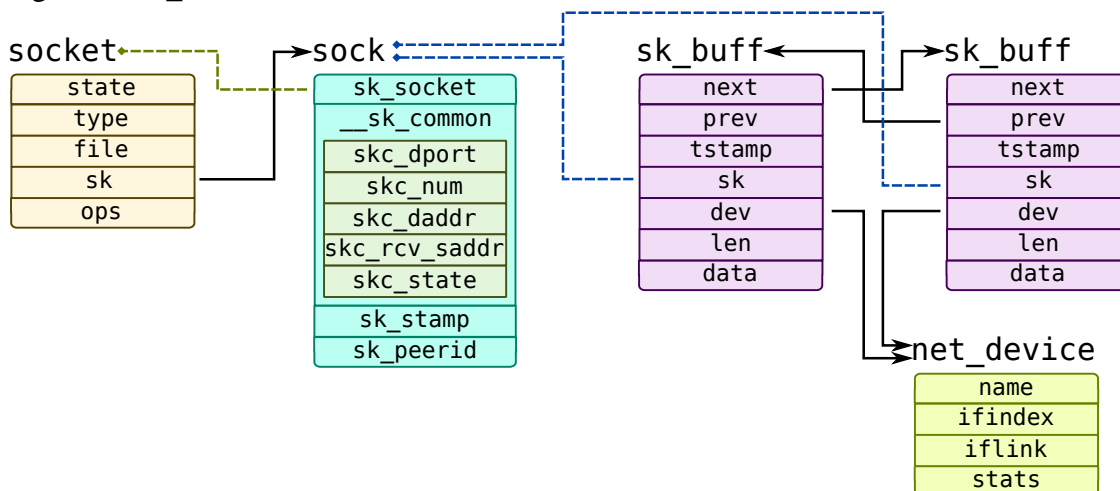 socket
state
type
file
sk
ops
sock
sk_socket
__sk_common
skc_dport
skc_num
skc_daddr
skc_rcv_saddr
skc_state
sk_stamp
sk_peerid
sk_buff
next
prev
tstamp
sk
dev
len
data
sk_buff
next
prev
tstamp
sk
dev
len
data
net_device
name
ifindex
iflink
stats